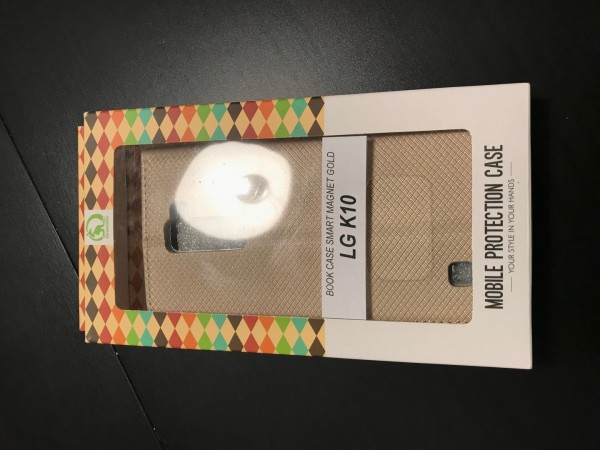 BOOK CASE SMART MAGNET GOLD
LG K10
MOBILE PROTECTION CASE
YOUR STYLE IN YOUR HANDS